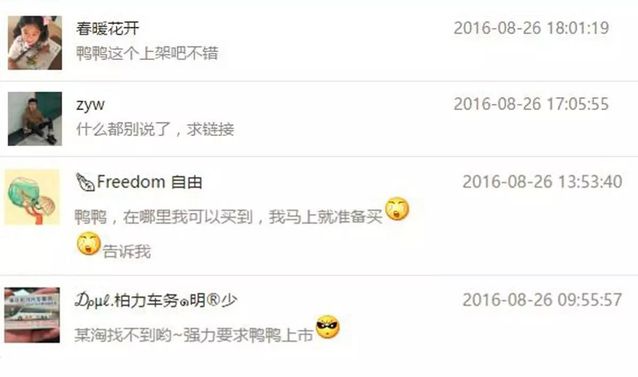 春暖花开
2016-08-26 18:01:19
鸭鸭这个上架吧不错
zyw
2016-08-26 17:05:55
什么都别说了，求链接
Freedom 自由
2016-08-26 13:53:40
鸭鸭，在哪里我可以买到，我马上就准备买
告诉我
𝒟ρμℓ.柏力车务的明®少
2016-08-26 09:55:57
某淘找不到哟~强力要求鸭鸭上市